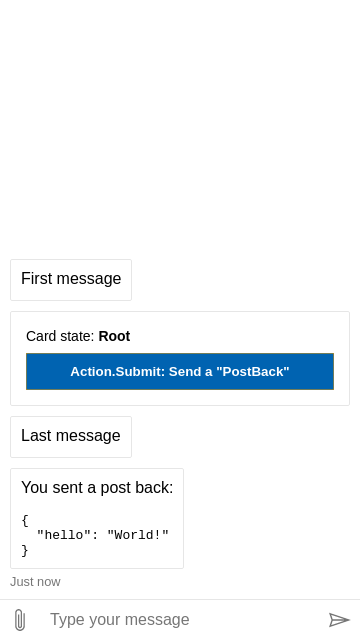 First message
Card state: Root
Action.Submit: Send a "PostBack"
Last message
You sent a post back:
{
  "hello": "World!"
}
Just now
Type your message